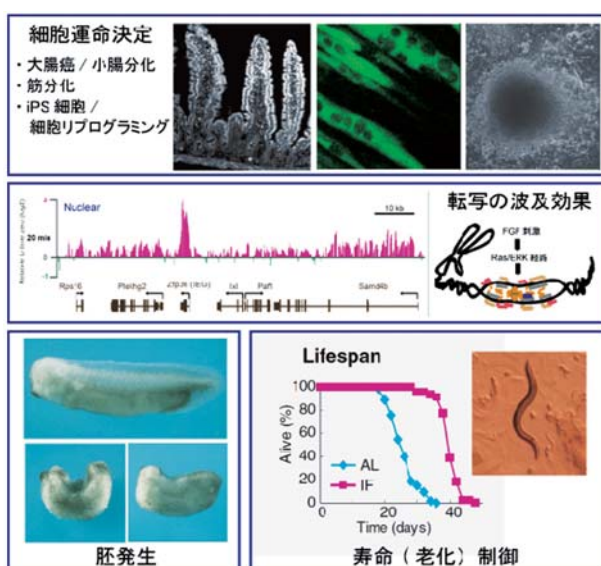 細胞運命決定
・大腸癌 / 小腸分化
・筋分化
・iPS 細胞 /
細胞リプログラミング
Nuclear
10 kb
20 min
Rps16
Plekhg2
Ixl
Paf1
Samd4b
転写の波及効果
FGF 刺激
Ras/ERK 経路
胚発生
Lifespan
Alive (%)
100
80
60
40
20
0
AL
IF
0 20 40
Time (days)
寿命(老化)制御